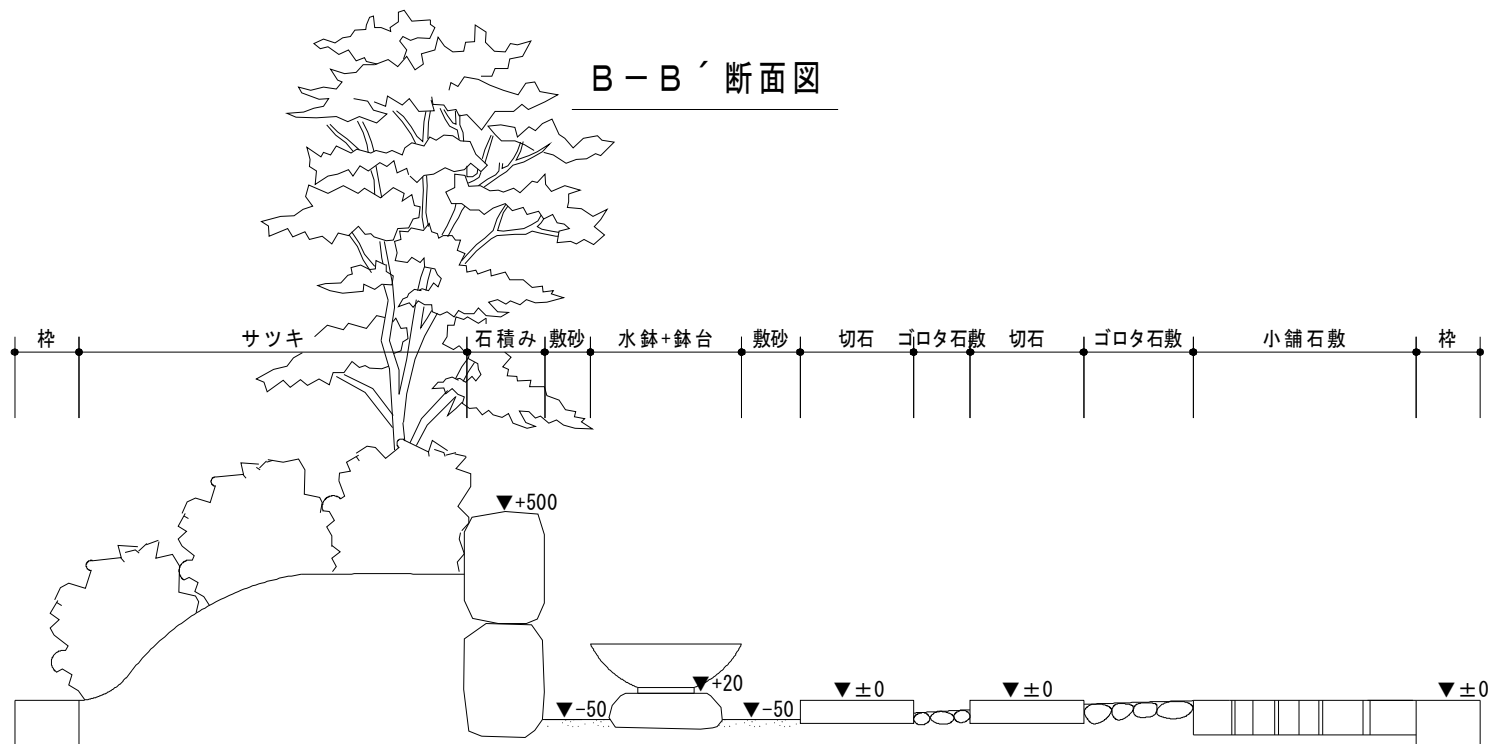 B－B´断面図
枠
サツキ
石積み
敷砂
水鉢+鉢台
敷砂
切石
ゴロタ石敷
切石
ゴロタ石敷
小舗石敷
枠
▼+500
▼+20
▼-50
▼-50
▼±0
▼±0
▼±0